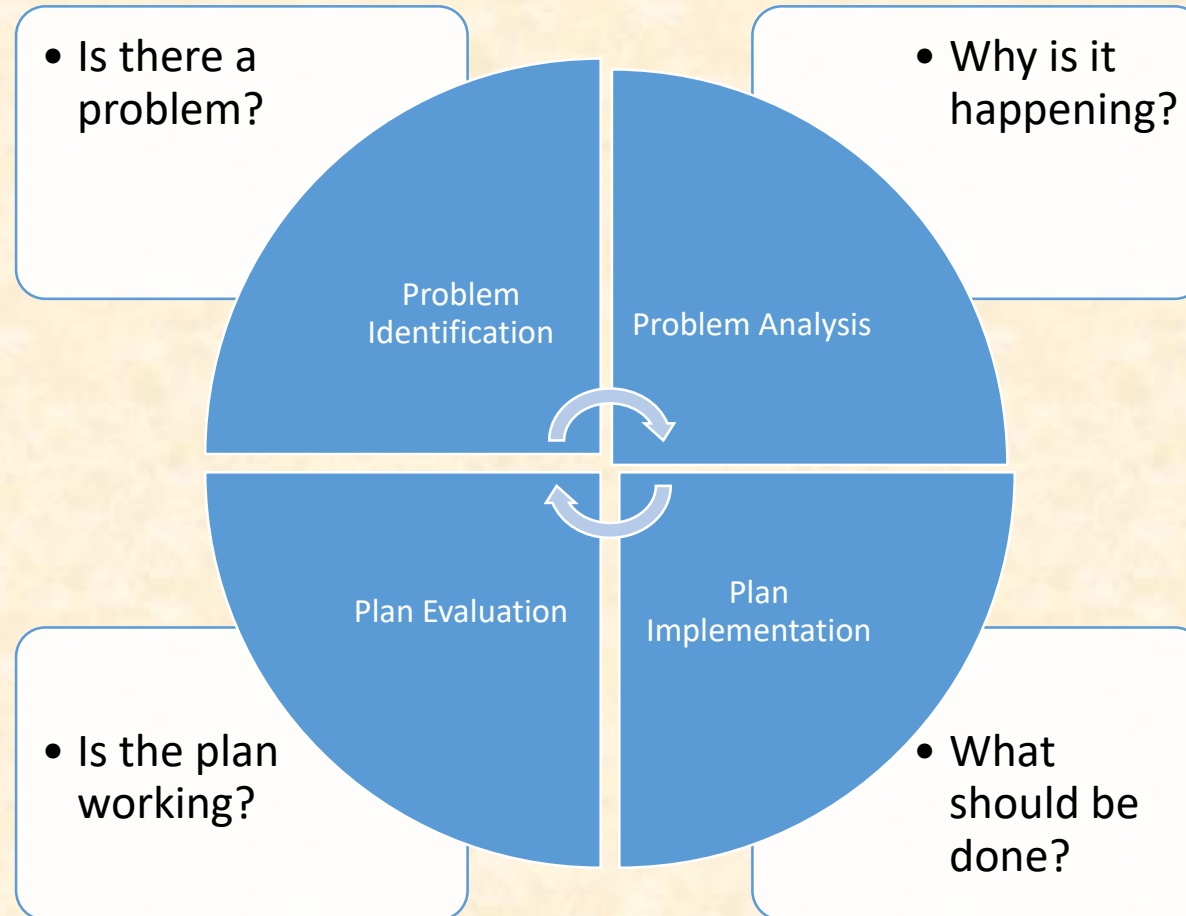 • Is there a
problem?
• Why is it
happening?
Problem
Identification
Problem Analysis
Plan Evaluation
Plan
Implementation
• Is the plan
working?
• What
should be
done?